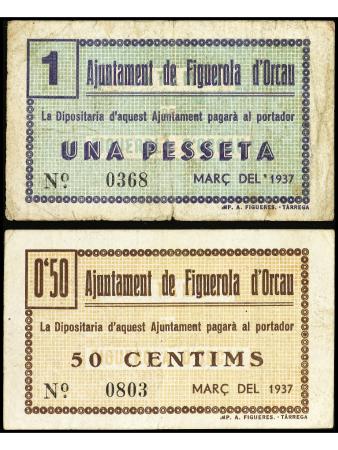 1 Ajuntament de Figuerola d'Orcau
La Dipositaria d'aquest Ajuntament pagarà al portador
UNA PESSETA
Nº. 0368 MARÇ DEL 1937
IMP. A. FIGUERES. - TÀRREGA
0'50 Ajuntament de Figuerola d'Orcau
La Dipositaria d'aquest Ajuntament pagarà al portador
50 CENTIMS
Nº. 0803 MARÇ DEL 1937
IMP. A. FIGUERES. - TÀRREGA